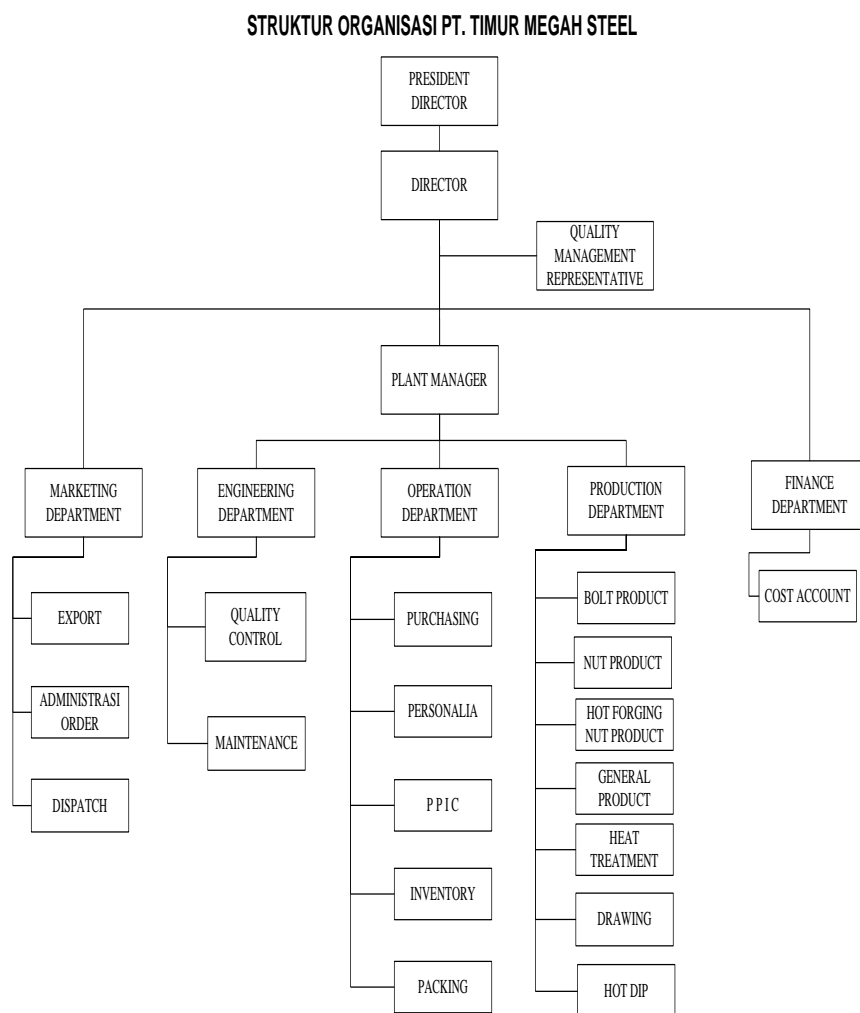 STRUKTUR ORGANISASI PT. TIMUR MEGAH STEEL
PRESIDENT
DIRECTOR
DIRECTOR
QUALITY
MANAGEMENT
REPRESENTATIVE
PLANT MANAGER
MARKETING
DEPARTMENT
ENGINEERING
DEPARTMENT
OPERATION
DEPARTMENT
PRODUCTION
DEPARTMENT
FINANCE
DEPARTMENT
EXPORT
ADMINISTRASI
ORDER
DISPATCH
QUALITY
CONTROL
MAINTENANCE
PURCHASING
PERSONALIA
P P I C
INVENTORY
PACKING
BOLT PRODUCT
NUT PRODUCT
HOT FORGING
NUT PRODUCT
GENERAL
PRODUCT
HEAT
TREATMENT
DRAWING
HOT DIP
COST ACCOUNT